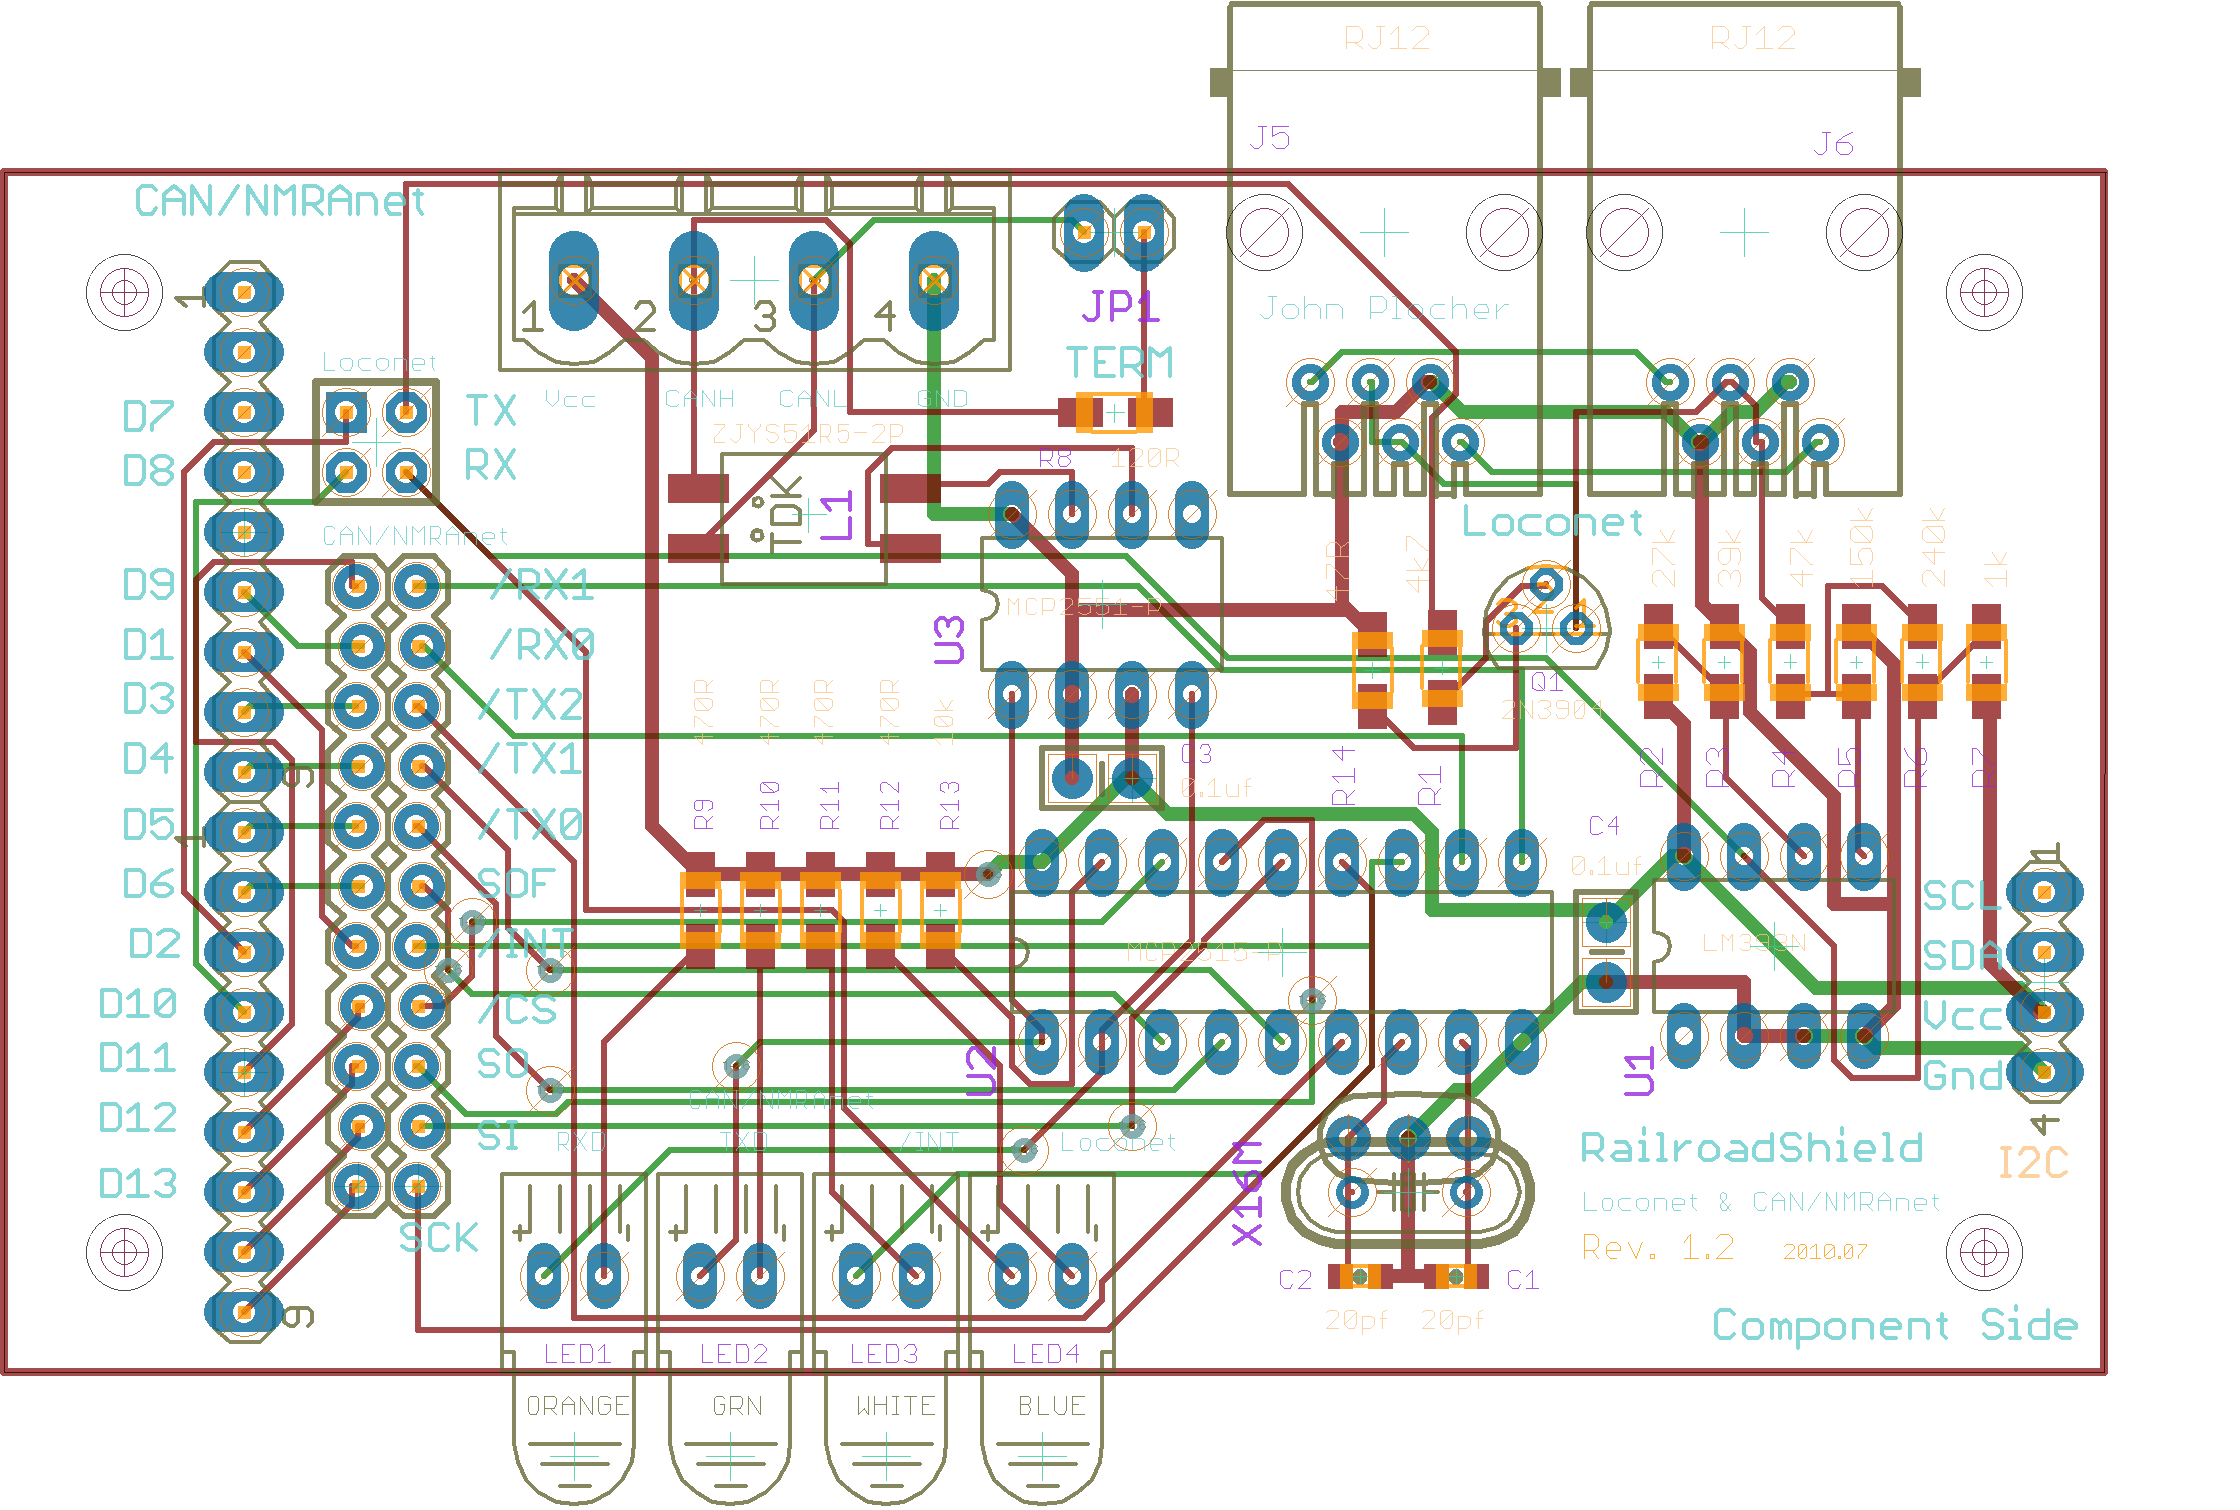 RJ12
RJ12
J5
J6
CAN/NMRAnet
1
1
2
3
4
JP1
John Plocher
TERM
Loconet
Vcc
CANH
CANL
GND
D7
TX
ZJYS51R5-2P
D8
RX
R8
120R
L1
Loconet
CAN/NMRAnet
47R
4k7
27k
39k
47k
150k
240k
1k
D9
/RX1
MCP2551-P
3
2
1
D1
/RX0
U3
D3
/TX2
470R
470R
470R
470R
10k
Q1
2N3904
D4
9
/TX1
C3
0.1uf
R14
R1
R2
R3
R4
R5
R6
R7
D5
1
/TX0
R9
R10
R11
R12
R13
C4
0.1uf
1
D6
SOF
SCL
D2
/INT
MCP2515-P
LM393N
SDA
D10
/CS
Vcc
D11
SO
U2
U1
Gnd
CAN/NMRAnet
D12
SI
RXD
TXD
/INT
Loconet
4
RailroadShield
I2C
D13
X16M
Loconet & CAN/NMRAnet
SCK
Rev. 1.2
2010.07
C2
C1
9
20pf
20pf
Component Side
LED1
LED2
LED3
LED4
ORANGE
GRN
WHITE
BLUE